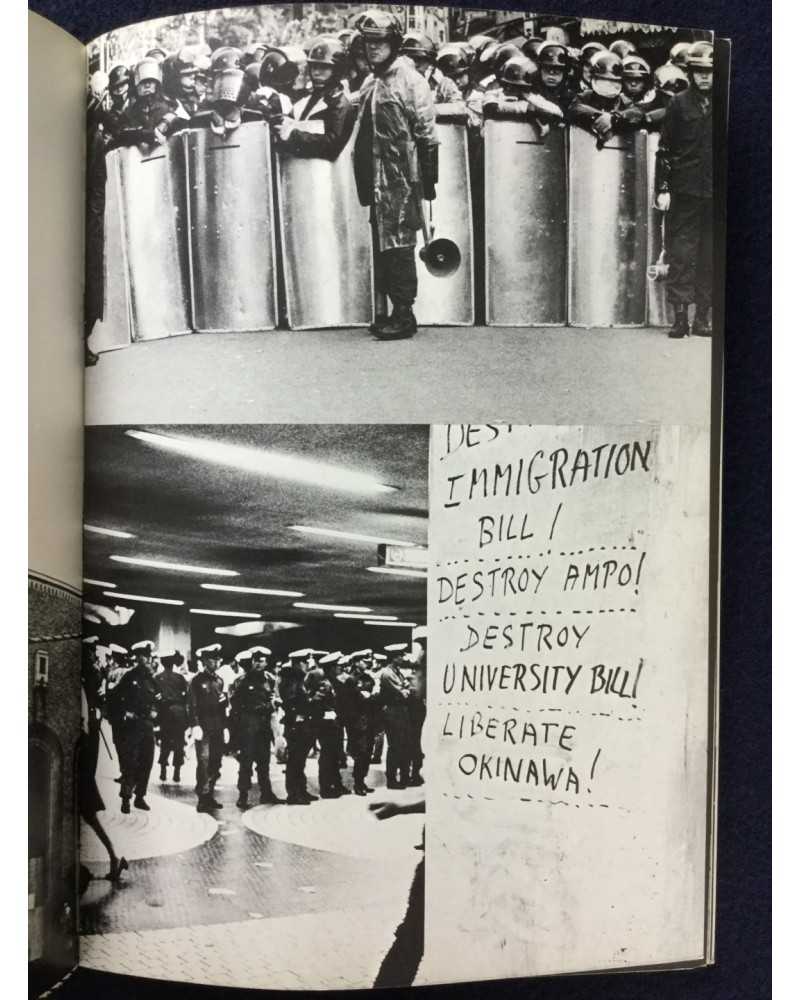 IMMIGRATION
BILL!
DESTROY AMPO!
DESTROY
UNIVERSITY BILL!
LIBERATE
OKINAWA!